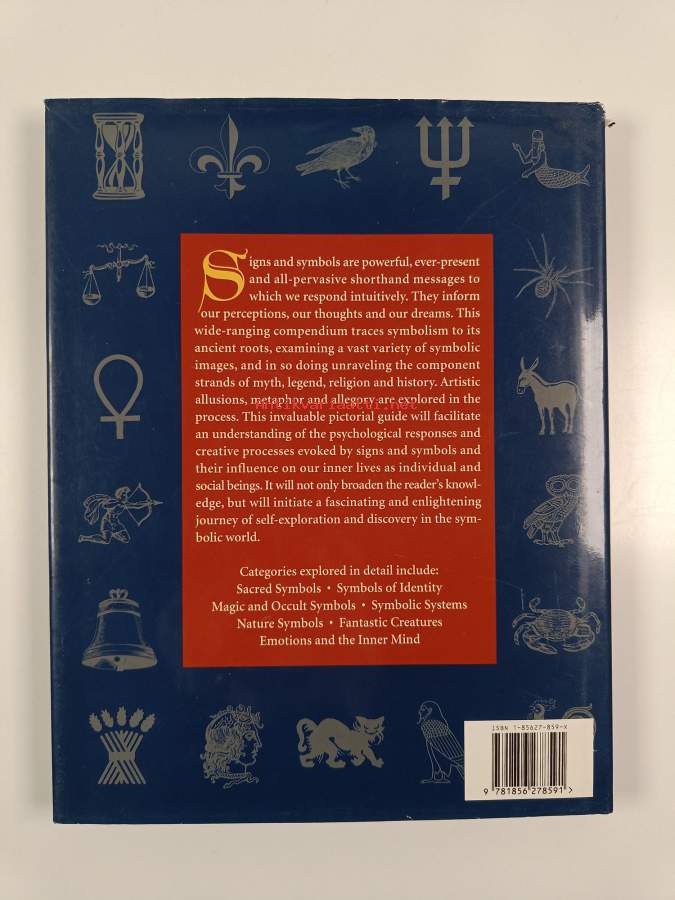 Signs and symbols are powerful, ever-present
and all-pervasive shorthand messages to
which we respond intuitively. They inform
our perceptions, our thoughts and our dreams. This
wide-ranging compendium traces symbolism to its
ancient roots, examining a vast variety of symbolic
images, and in so doing unraveling the component
strands of myth, legend, religion and history. Artistic
allusions, metaphor and allegory are explored in the
Antikvariaatur.net
process. This invaluable pictorial guide will facilitate
an understanding of the psychological responses and
creative processes evoked by signs and symbols and
their influence on our inner lives as individual and
social beings. It will not only broaden the reader's knowl-
edge, but will initiate a fascinating and enlightening
journey of self-exploration and discovery in the sym-
bolic world.
Categories explored in detail include:
Sacred Symbols • Symbols of Identity
Magic and Occult Symbols • Symbolic Systems
Nature Symbols • Fantastic Creatures
Emotions and the Inner Mind
ISBN 1-85627-859-X
9 781856 278591 >